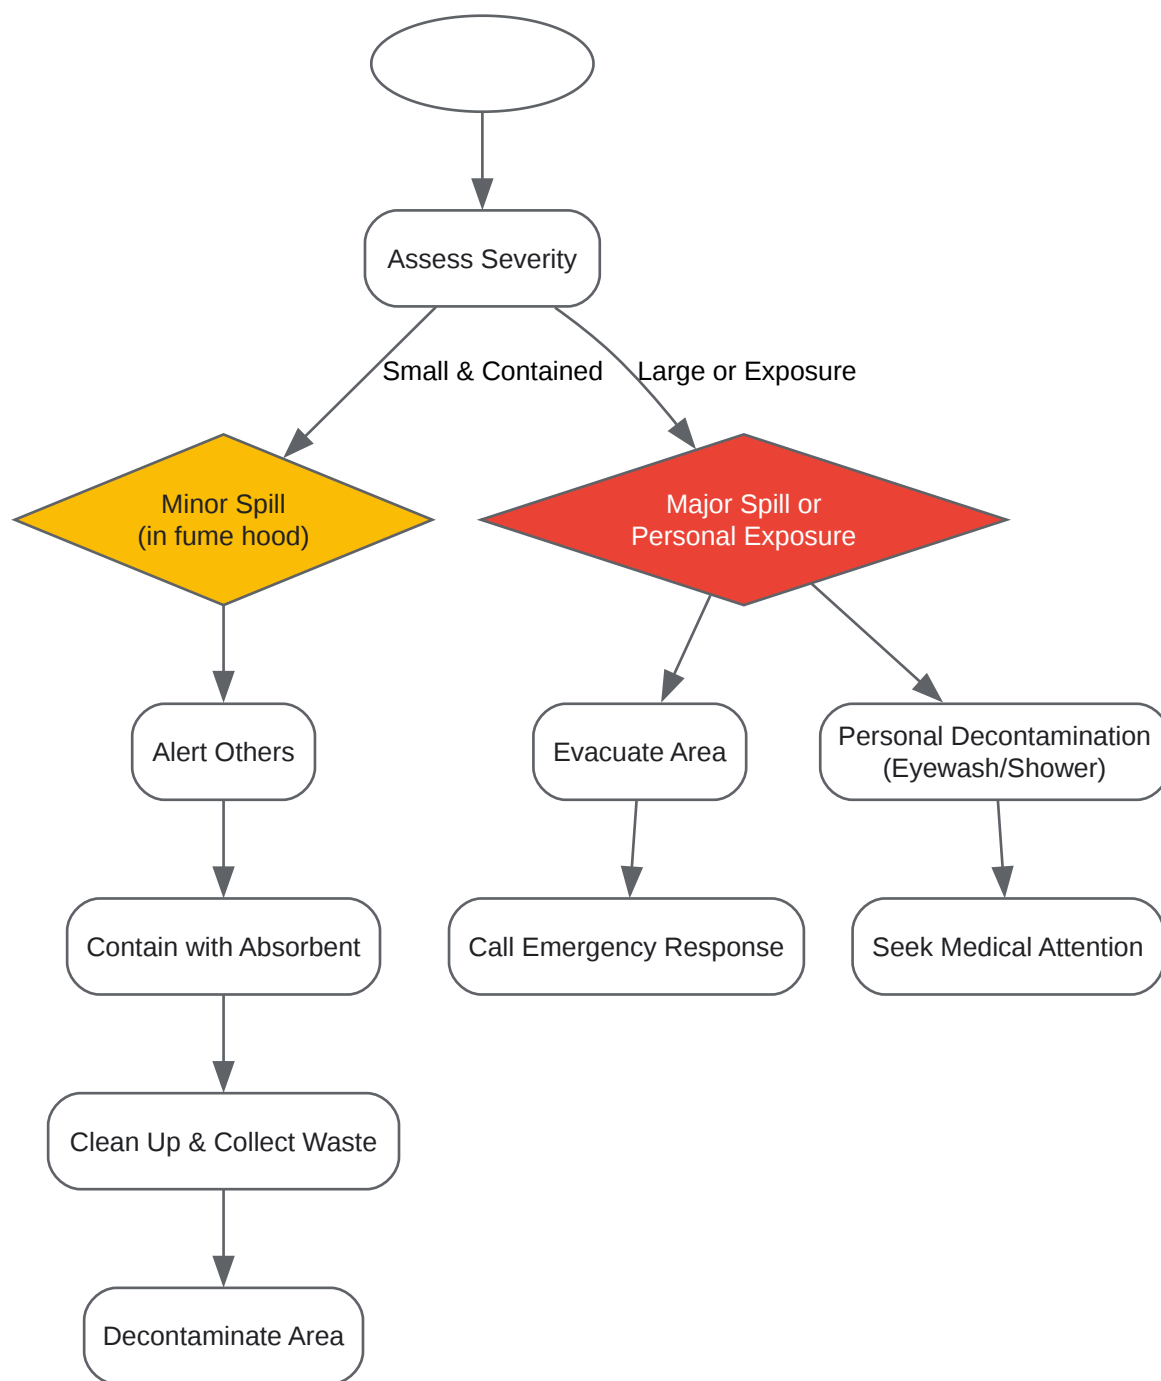 Assess Severity
Small & Contained
Large or Exposure
Minor Spill
(in fume hood)
Major Spill or
Personal Exposure
Alert Others
Evacuate Area
Personal Decontamination
(Eyewash/Shower)
Contain with Absorbent
Call Emergency Response
Seek Medical Attention
Clean Up & Collect Waste
Decontaminate Area